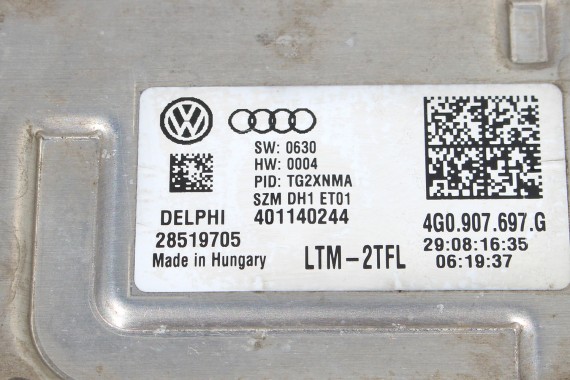 SW: 0630
HW: 0004
PID: TG2XNMA
SZM DH1 ET01
DELPHI 401140244
28519705
Made in Hungary
LTM-2TFL
4G0.907.697.G
29:08:16:35
06:19:37